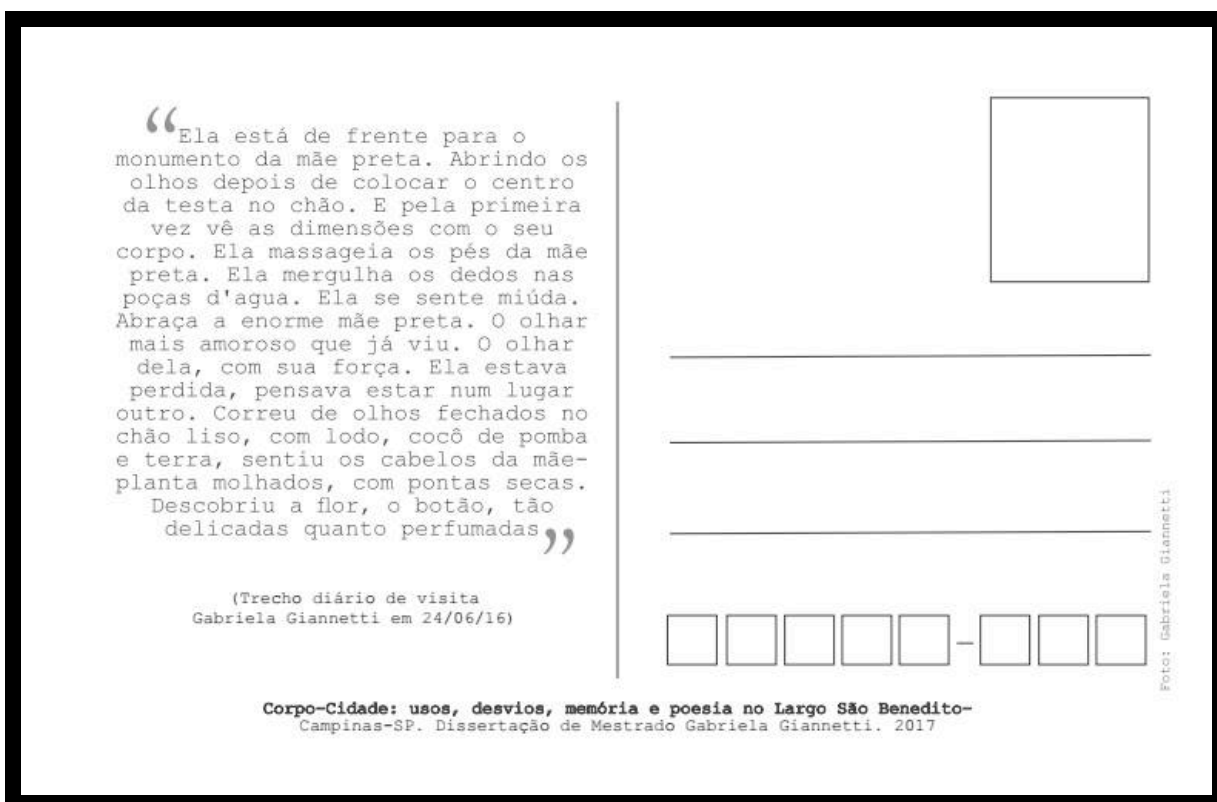 “Ela está de frente para o
monumento da mãe preta. Abrindo os
olhos depois de colocar o centro
da testa no chão. E pela primeira
vez vê as dimensões com o seu
corpo. Ela massageia os pés da mãe
preta. Ela mergulha os dedos nas
poças d'agua. Ela se sente miúda.
Abraça a enorme mãe preta. O olhar
mais amoroso que já viu. O olhar
dela, com sua força. Ela estava
perdida, pensava estar num lugar
outro. Correu de olhos fechados no
chão liso, com lodo, cocô de pomba
e terra, sentiu os cabelos da mãe-
planta molhados, com pontas secas.
Descobriu a flor, o botão, tão
delicadas quanto perfumadas”
(Trecho diário de visita
Gabriela Giannetti em 24/06/16)
Foto: Gabriela Giannetti
Corpo-Cidade: usos, desvios, memória e poesia no Largo São Benedito-
Campinas-SP. Dissertação de Mestrado Gabriela Giannetti. 2017